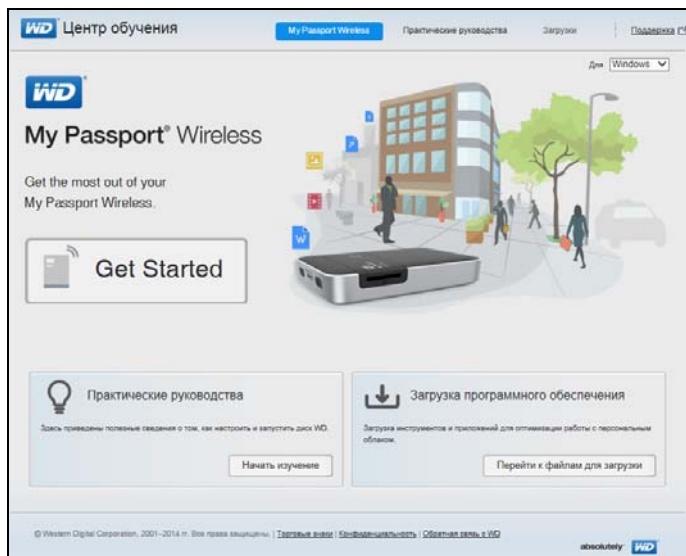 WD Центр обучения
My Passport Wireless
Практические руководства
Загрузки
Поддержка
Для Windows
WD
My Passport® Wireless
Get the most out of your
My Passport Wireless.
W
Get Started
Практические руководства
Здесь приведены полезные сведения о том, как настроить и запустить диск WD.
Начать изучение
Загрузка программного обеспечения
Загрузка инструментов и приложений для оптимизации работы с персональным
облаком.
Перейти к файлам для загрузки
© Western Digital Corporation, 2001–2014 гг. Все права защищены. | Торговые знаки | Конфиденциальность | Обратная связь с WD
absolutely WD